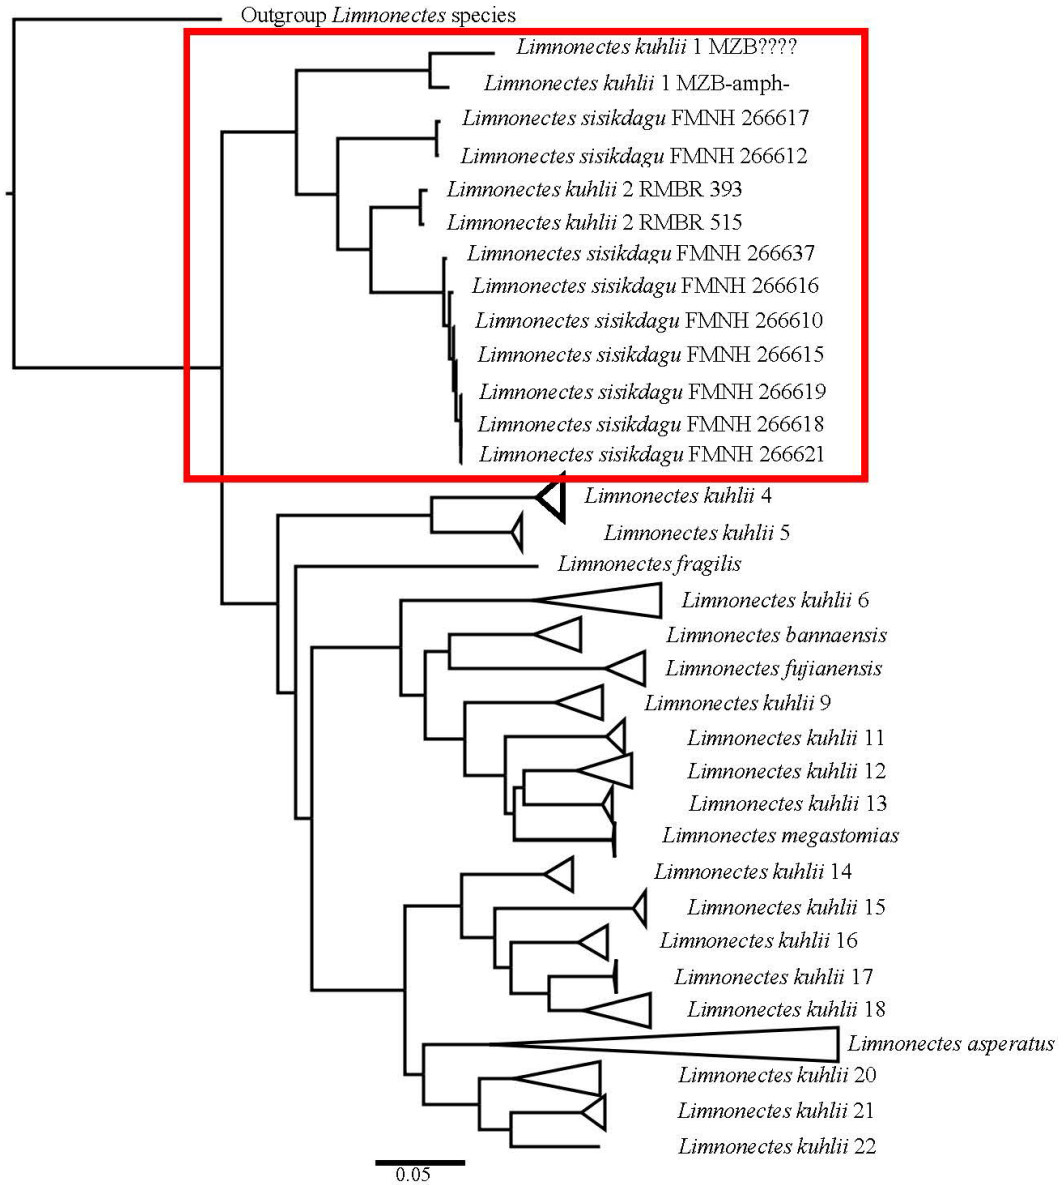 Outgroup Limnonectes species
Limnonectes kuhlii 1 MZB????
Limnonectes kuhlii 1 MZB-amph-
Limnonectes sisikdagu FMNH 266617
Limnonectes sisikdagu FMNH 266612
Limnonectes kuhlii 2 RMBR 393
Limnonectes kuhlii 2 RMBR 515
Limnonectes sisikdagu FMNH 266637
Limnonectes sisikdagu FMNH 266616
Limnonectes sisikdagu FMNH 266610
Limnonectes sisikdagu FMNH 266615
Limnonectes sisikdagu FMNH 266619
Limnonectes sisikdagu FMNH 266618
Limnonectes sisikdagu FMNH 266621
Limnonectes kuhlii 4
Limnonectes kuhlii 5
Limnonectes fragilis
Limnonectes kuhlii 6
Limnonectes bannaensis
Limnonectes fujianensis
Limnonectes kuhlii 9
Limnonectes kuhlii 11
Limnonectes kuhlii 12
Limnonectes kuhlii 13
Limnonectes megastomias
Limnonectes kuhlii 14
Limnonectes kuhlii 15
Limnonectes kuhlii 16
Limnonectes kuhlii 17
Limnonectes kuhlii 18
Limnonectes asperatus
Limnonectes kuhlii 20
Limnonectes kuhlii 21
Limnonectes kuhlii 22
0.05